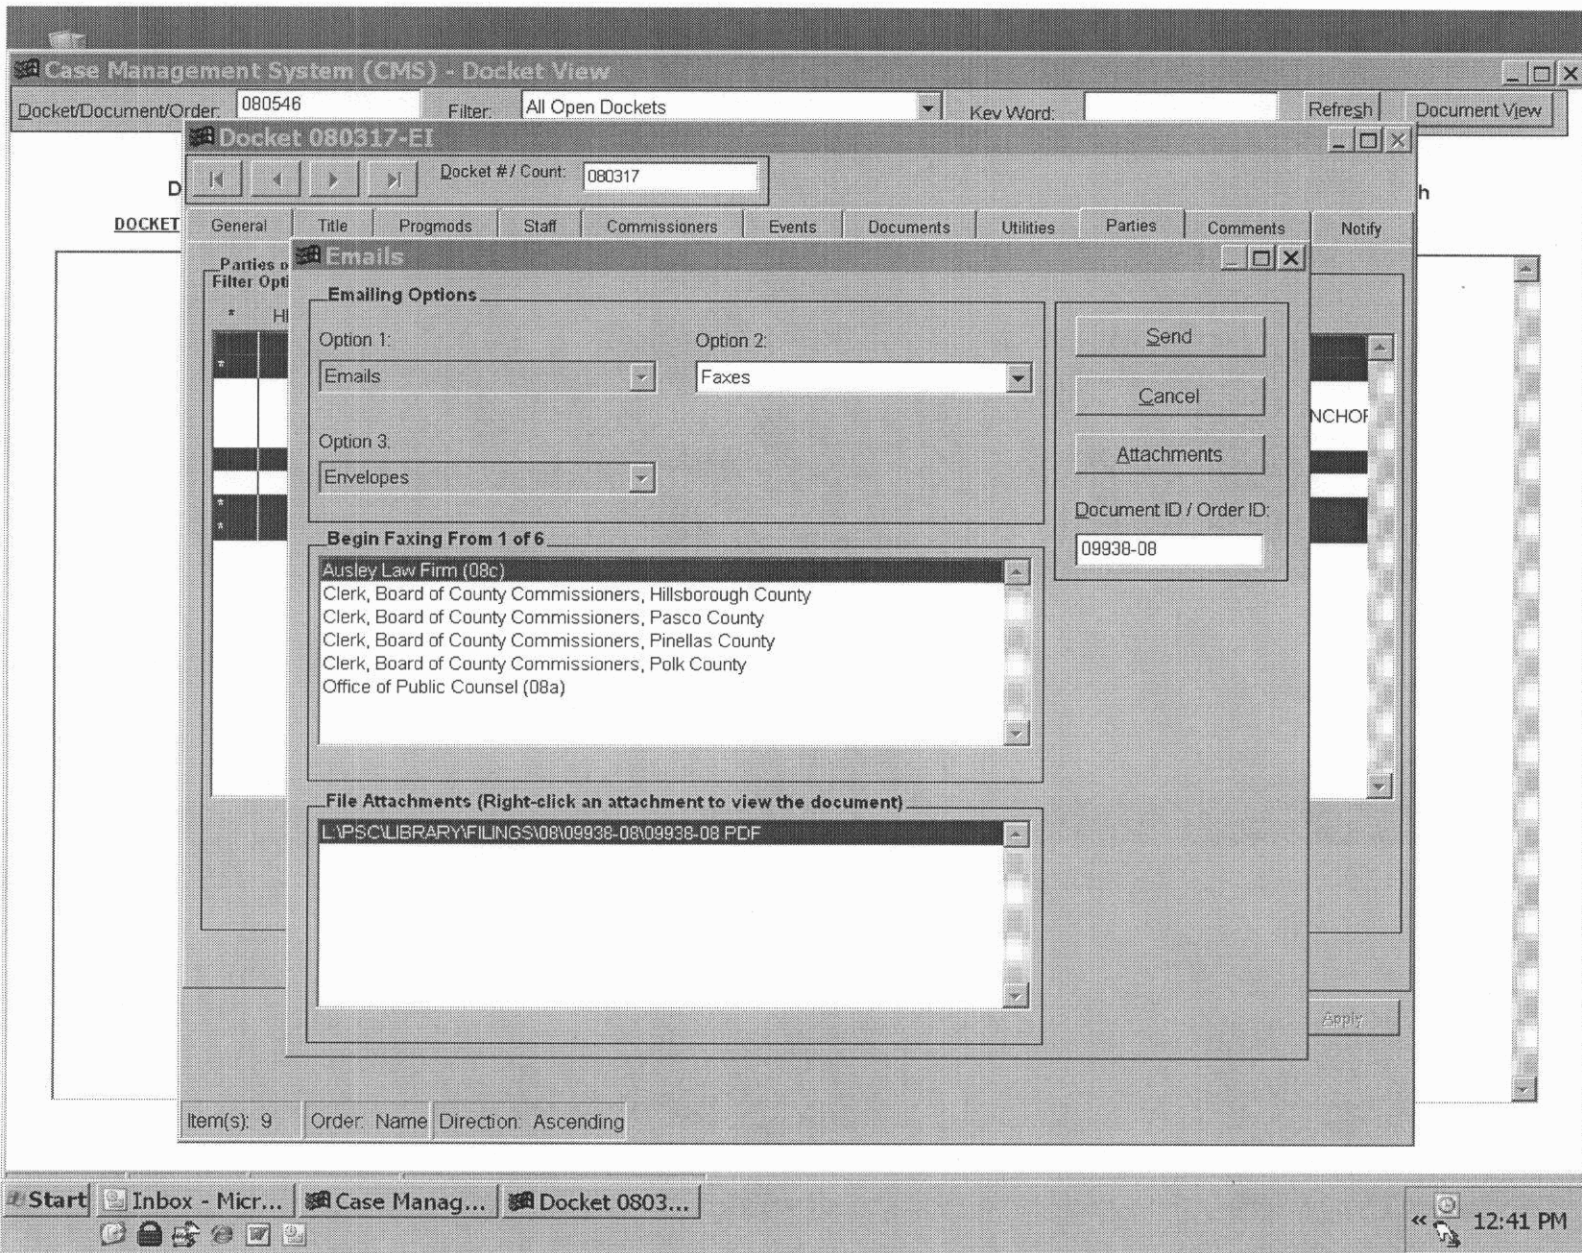 Case Management System (CMS) - Docket View
Docket/Document/Order: 080546 Filter: All Open Dockets Key Word: Refresh Document View
Docket 080317-EI
Docket # / Count: 080317
D h
DOCKET General Title Progmods Staff Commissioners Events Documents Utilities Parties Comments Notify
Parties o
Filter Opti
* HI
*
*
*
NCHOR
Emails
Emailing Options
Option 1: Option 2:
Emails Faxes
Option 3:
Envelopes
Send
Cancel
Attachments
Document ID / Order ID:
09938-08
Begin Faxing From 1 of 6
Ausley Law Firm (08c)
Clerk, Board of County Commissioners, Hillsborough County
Clerk, Board of County Commissioners, Pasco County
Clerk, Board of County Commissioners, Pinellas County
Clerk, Board of County Commissioners, Polk County
Office of Public Counsel (08a)
File Attachments (Right-click an attachment to view the document)
L:\PSC\LIBRARY\FILINGS\08\09938-08\09938-08.PDF
Apply
Item(s): 9 Order: Name Direction: Ascending
Start Inbox - Micr... Case Manag... Docket 0803... « 12:41 PM